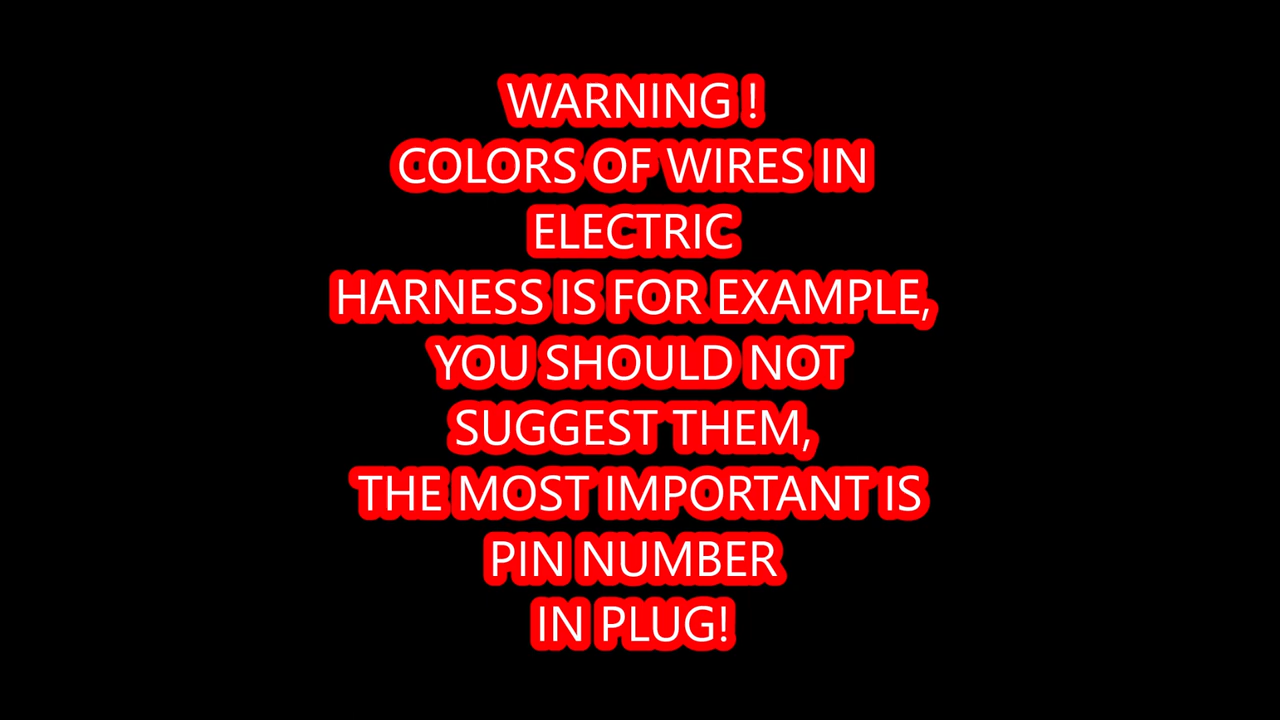 WARNING !
COLORS OF WIRES IN
ELECTRIC
HARNESS IS FOR EXAMPLE,
YOU SHOULD NOT
SUGGEST THEM,
THE MOST IMPORTANT IS
PIN NUMBER
IN PLUG!